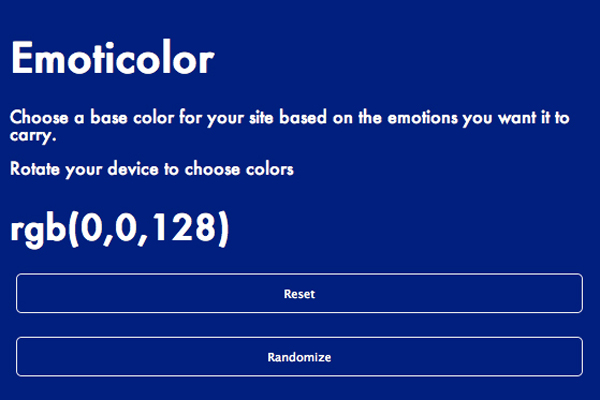 Emoticolor
Choose a base color for your site based on the emotions you want it to
carry.
Rotate your device to choose colors
rgb(0,0,128)
Reset
Randomize